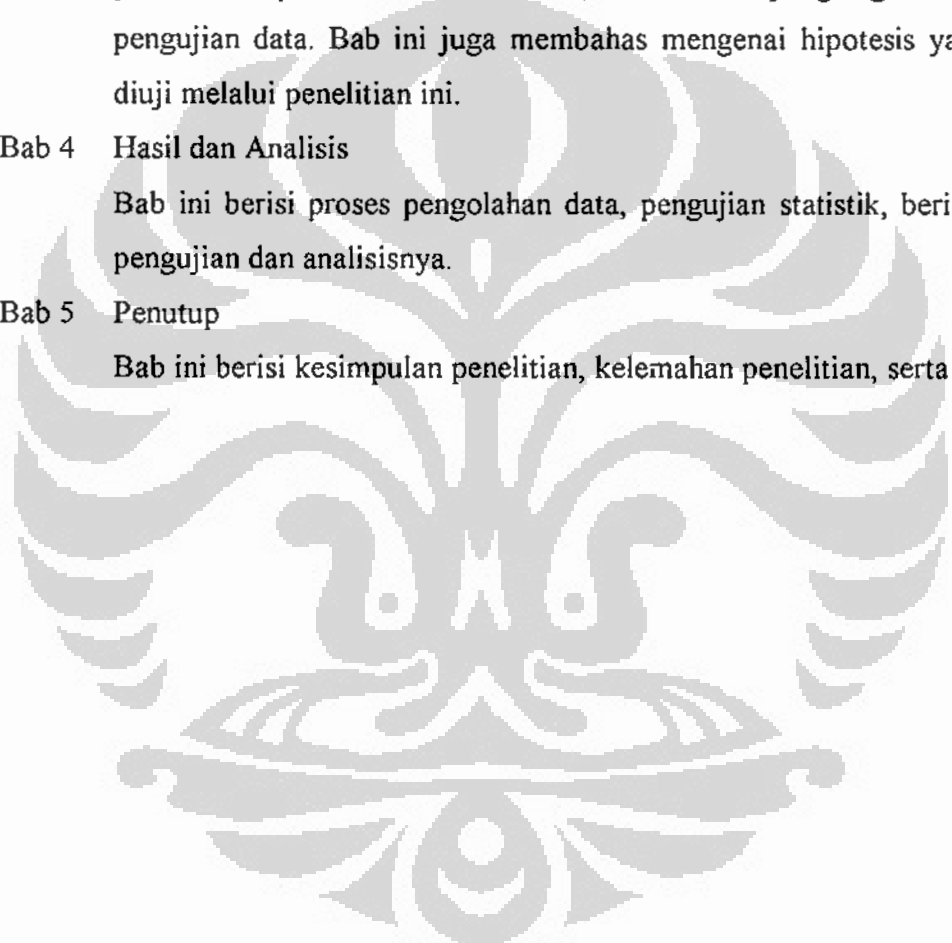 pengujian data. Bab ini juga membahas mengenai hipotesis
diuji melalui penelitian ini.
Bab 4 Hasil dan Analisis
Bab ini berisi proses pengolahan data, pengujian statistik,
pengujian dan analisisnya.
Bab 5 Penutup
Bab ini berisi kesimpulan penelitian, kelemahan penelitian, serta